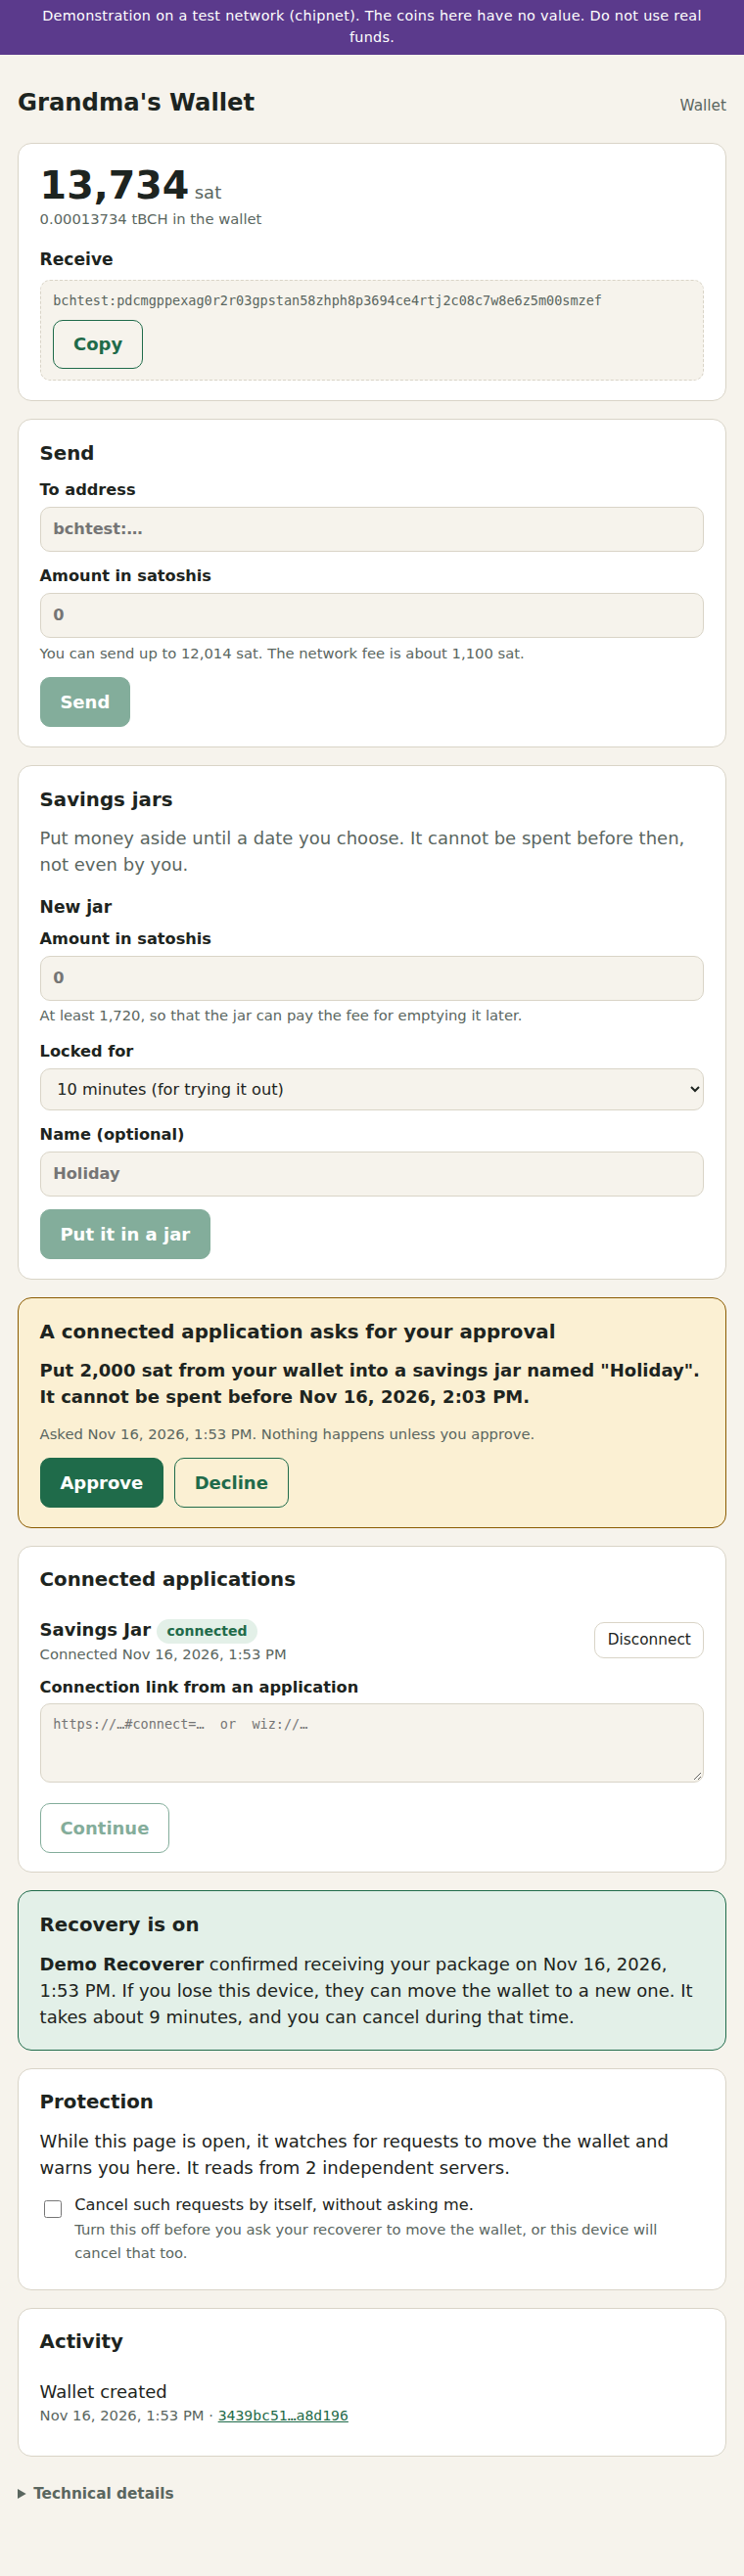 Demonstration on a test network (chipnet). The coins here have no value. Do not use real
funds.
Grandma's Wallet
Wallet
13,734 sat
0.00013734 tBCH in the wallet
Receive
bchtest:pdcmgppexag0r2r03gpstan58zhph8p3694ce4rtj2c08c7w8e6z5m00smzef
Copy
Send
To address
bchtest:…
Amount in satoshis
0
You can send up to 12,014 sat. The network fee is about 1,100 sat.
Send
Savings jars
Put money aside until a date you choose. It cannot be spent before then,
not even by you.
New jar
Amount in satoshis
0
At least 1,720, so that the jar can pay the fee for emptying it later.
Locked for
10 minutes (for trying it out)
Name (optional)
Holiday
Put it in a jar
A connected application asks for your approval
Put 2,000 sat from your wallet into a savings jar named "Holiday".
It cannot be spent before Nov 16, 2026, 2:03 PM.
Asked Nov 16, 2026, 1:53 PM. Nothing happens unless you approve.
Approve
Decline
Connected applications
Savings Jar connected
Connected Nov 16, 2026, 1:53 PM
Disconnect
Connection link from an application
https://…#connect=… or wiz://…
Continue
Recovery is on
Demo Recoverer confirmed receiving your package on Nov 16, 2026,
1:53 PM. If you lose this device, they can move the wallet to a new one. It
takes about 9 minutes, and you can cancel during that time.
Protection
While this page is open, it watches for requests to move the wallet and
warns you here. It reads from 2 independent servers.
Cancel such requests by itself, without asking me.
Turn this off before you ask your recoverer to move the wallet, or this device will
cancel that too.
Activity
Wallet created
Nov 16, 2026, 1:53 PM · 3439bc51…a8d196
Technical details